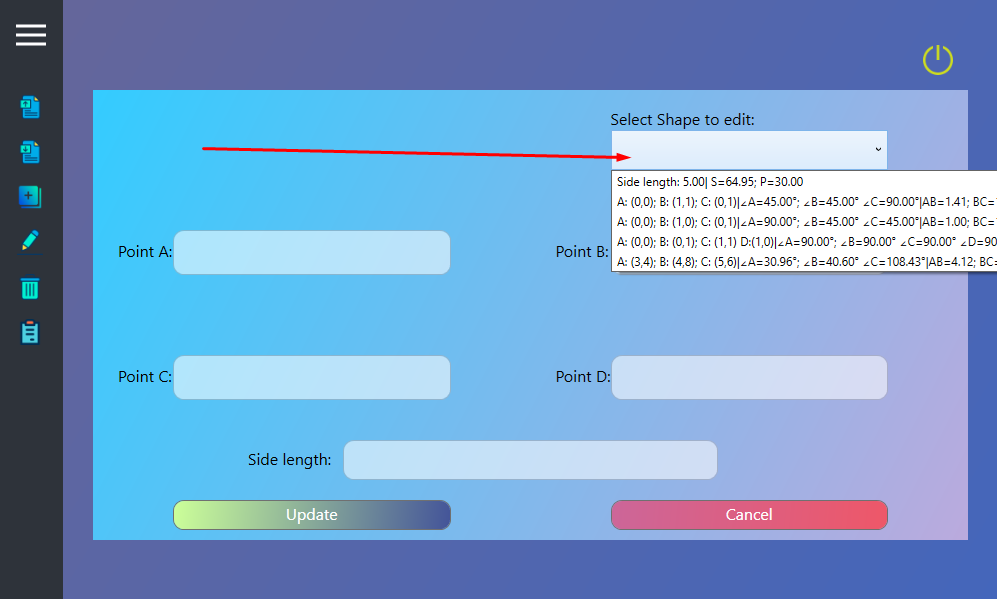 Select Shape to edit:
Side length: 5.00| S=64.95; P=30.00
A: (0,0); B: (1,1); C: (0,1)|∠A=45.00°; ∠B=45.00° ∠C=90.00°|AB=1.41; BC=1
A: (0,0); B: (1,0); C: (0,1)|∠A=90.00°; ∠B=45.00° ∠C=45.00°|AB=1.00; BC=1
A: (0,0); B: (0,1); C: (1,1) D:(1,0)|∠A=90.00°; ∠B=90.00° ∠C=90.00° ∠D=90
A: (3,4); B: (4,8); C: (5,6)|∠A=30.96°; ∠B=40.60° ∠C=108.43°|AB=4.12; BC=
Point A:
Point B:
Point C:
Point D:
Side length:
Update
Cancel